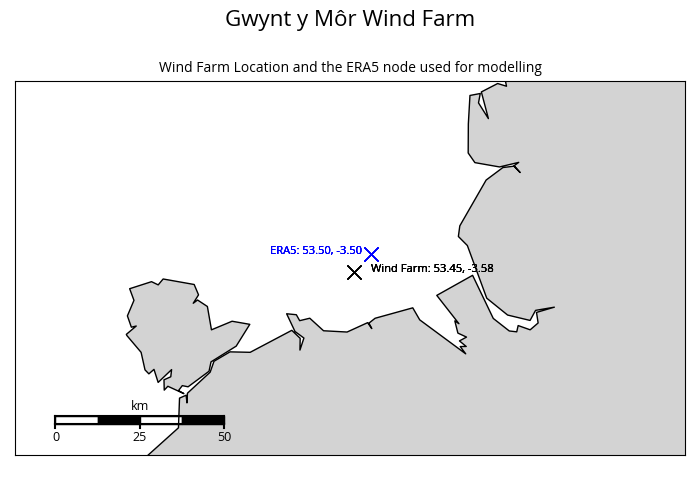 Gwynt y Môr Wind Farm
Wind Farm Location and the ERA5 node used for modelling
ERA5: 53.50, -3.50
Wind Farm: 53.45, -3.58
km
0 25 50